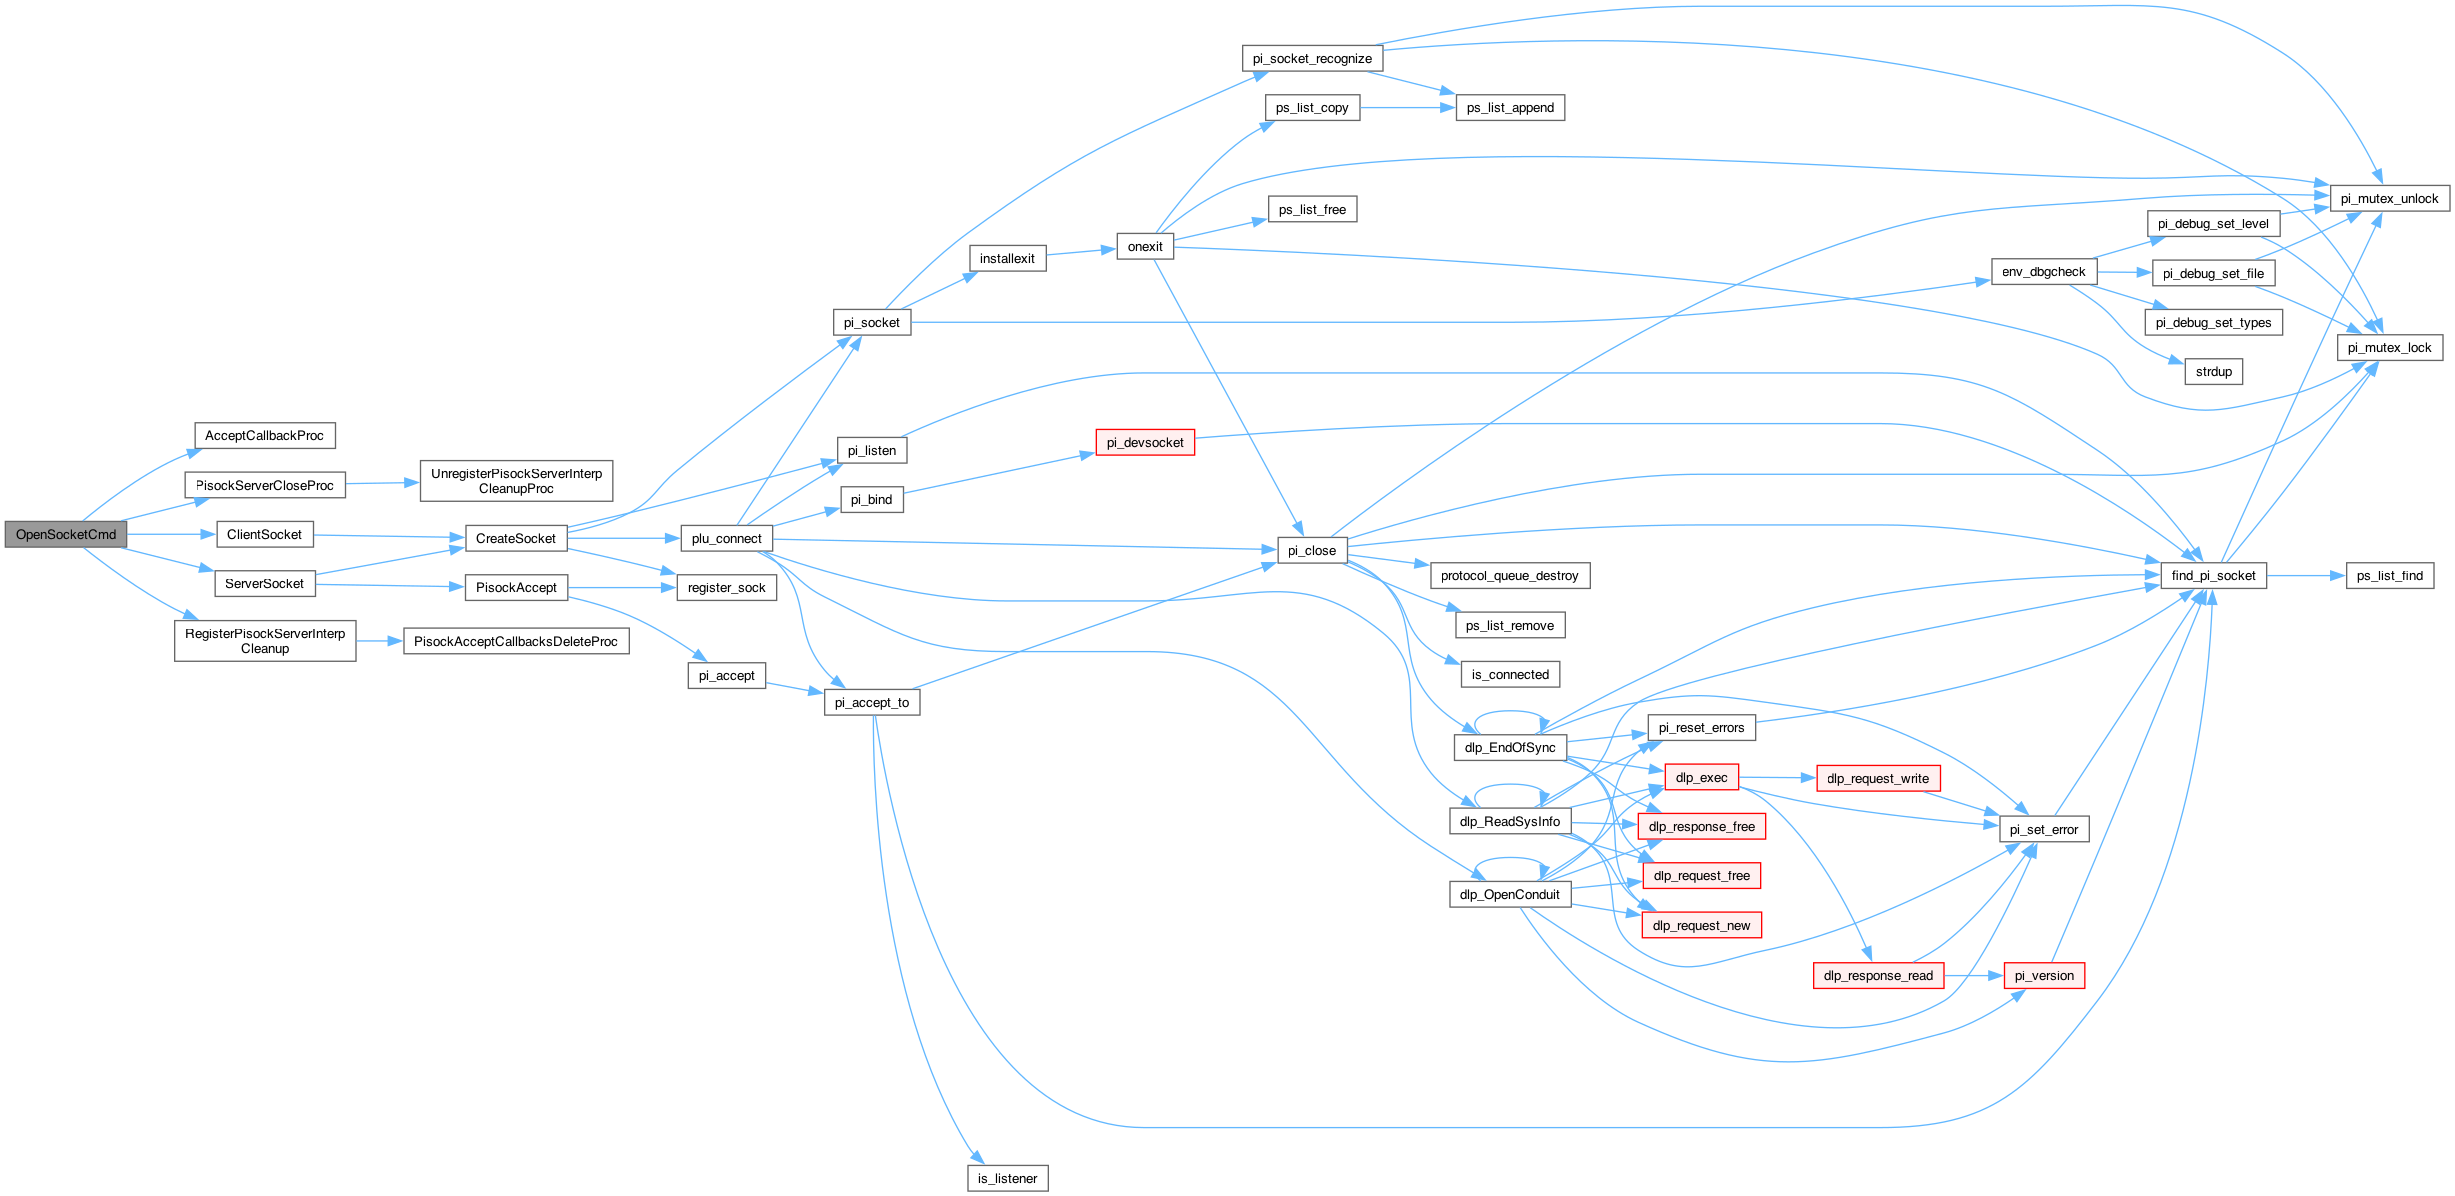 OpenSocketCmd
AcceptCallbackProc
PisockServerCloseProc
ClientSocket
ServerSocket
RegisterPisockServerInterp
Cleanup
UnregisterPisockServerInterp
CleanupProc
CreateSocket
PisockAccept
PisockAcceptCallbacksDeleteProc
plu_connect
register_sock
pi_accept
pi_socket
pi_listen
pi_bind
pi_accept_to
installexit
is_listener
onexit
pi_devsocket
pi_socket_recognize
ps_list_copy
ps_list_free
pi_close
ps_list_append
protocol_queue_destroy
ps_list_remove
is_connected
dlp_EndOfSync
dlp_ReadSysInfo
dlp_OpenConduit
pi_reset_errors
dlp_exec
dlp_response_free
dlp_request_free
dlp_request_new
dlp_request_write
dlp_response_read
env_dbgcheck
pi_set_error
pi_version
pi_debug_set_level
pi_debug_set_file
pi_debug_set_types
strdup
find_pi_socket
pi_mutex_unlock
pi_mutex_lock
ps_list_find